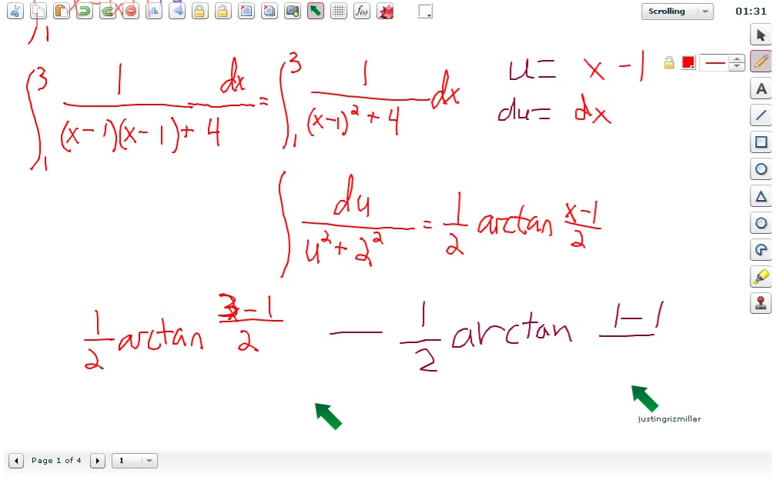 Scrolling 01:31
∫₁³ 1 dx / (x-1)(x-1)+4 = ∫₁³ 1 / (x-1)² + 4 dx
u = x - 1
du = dx
∫ du / u² + 2² = 1/2 arctan x-1/2
1/2 arctan 3-1/2 — 1/2 arctan 1-1
justingrizmiller
Page 1 of 4 1